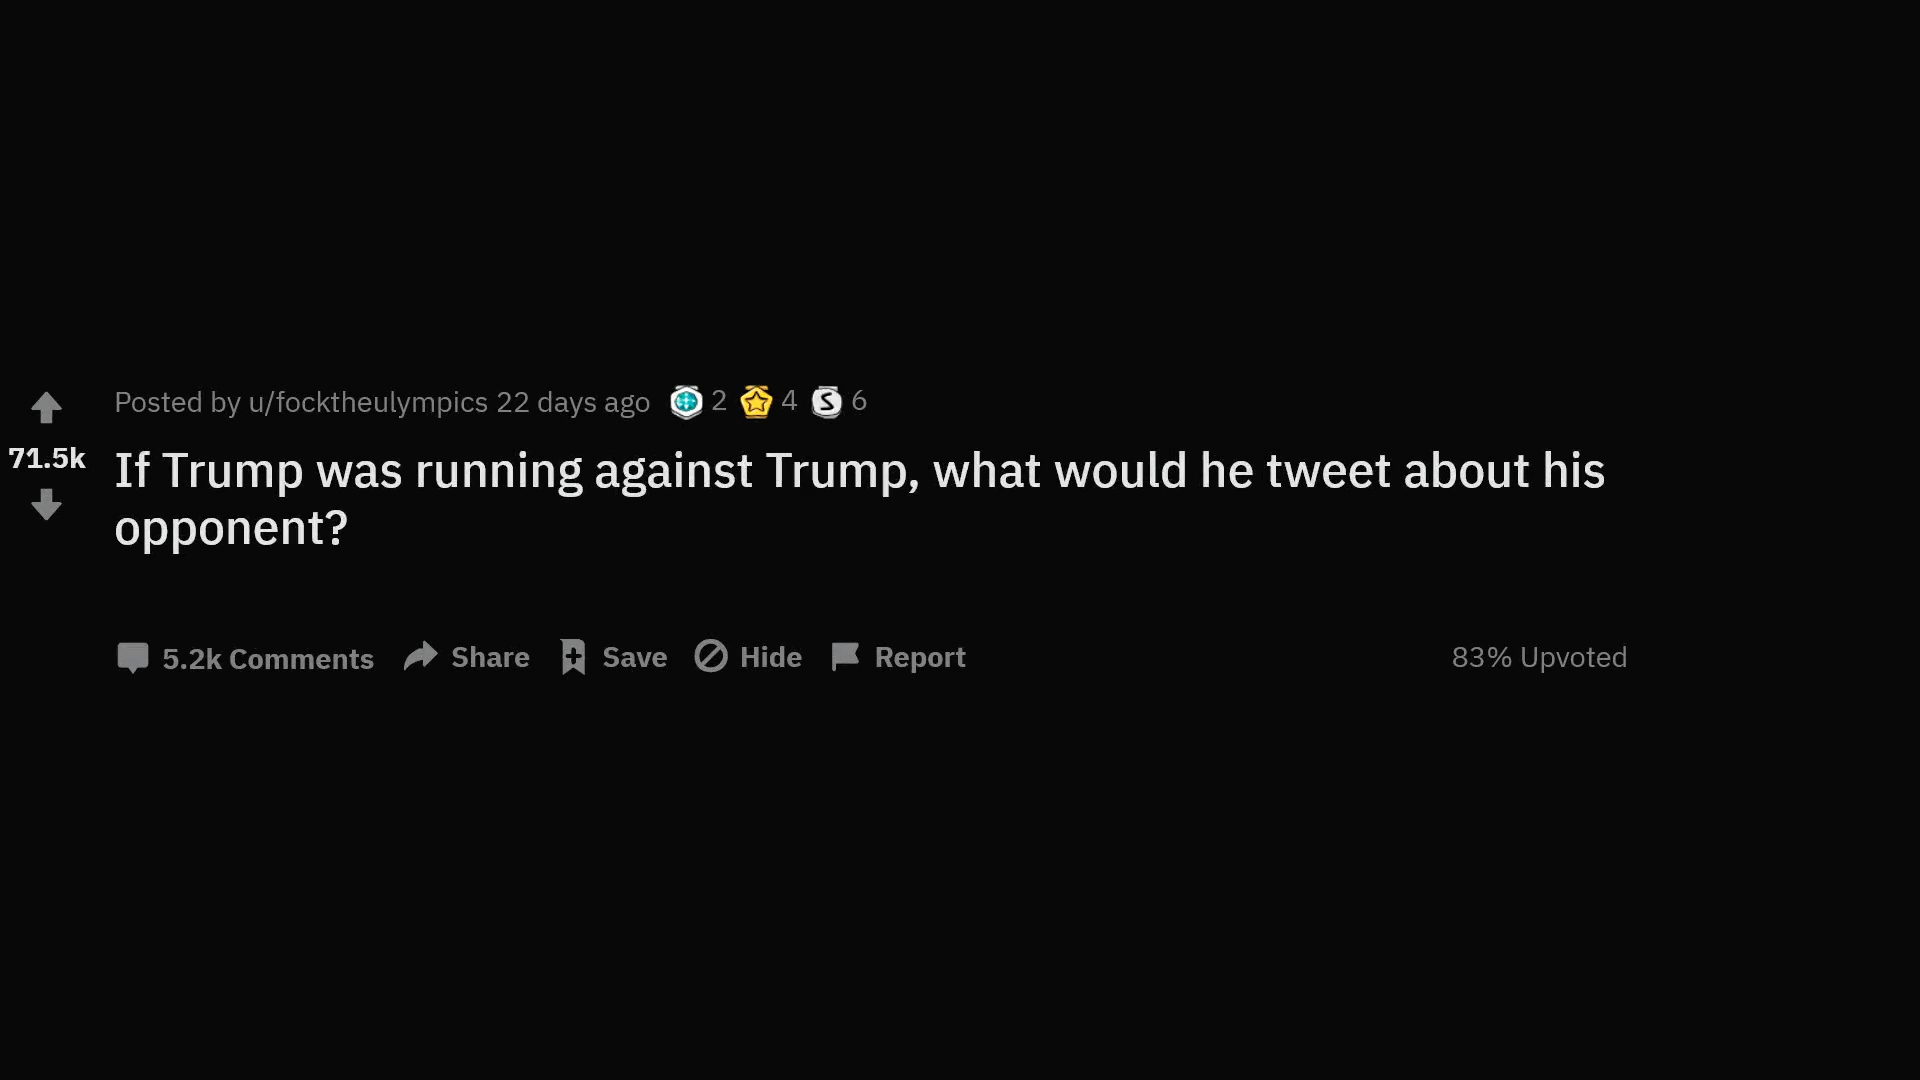 Posted by u/focktheulympics 22 days ago 2 4 S 6
71.5k
If Trump was running against Trump, what would he tweet about his
opponent?
5.2k Comments Share Save Hide Report 83% Upvoted